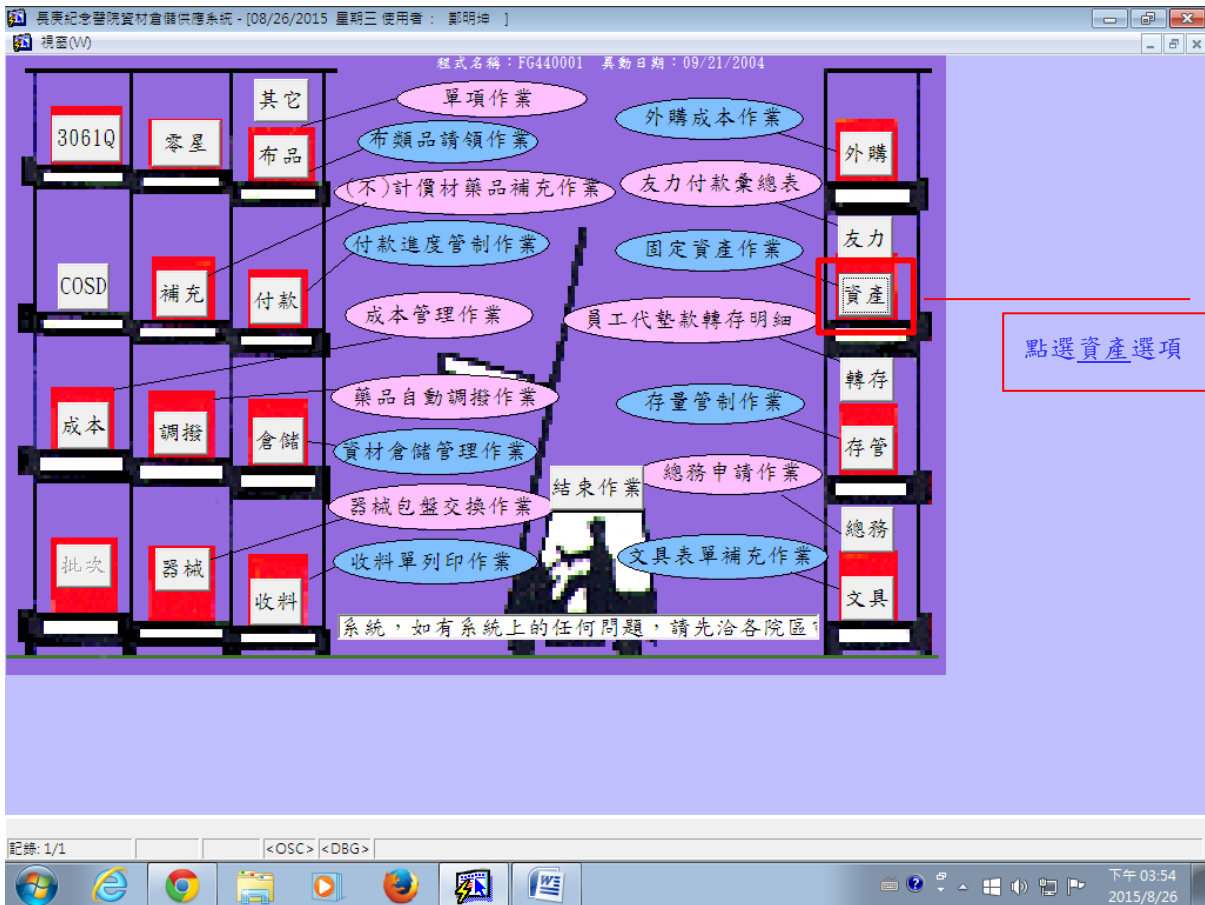 長庚紀念醫院資材倉儲供應系統 - [08/26/2015 星期三 使用者： 鄭明坤 ]
視窗(W)
程式名稱：FG440001 異動日期：09/21/2004
其它
單項作業
外購成本作業
3061Q
零星
布品
布類品請領作業
外購
(不)計價材藥品補充作業
友力付款彙總表
友力
付款進度管制作業
固定資產作業
COSD
補充
付款
資產
成本管理作業
員工代墊款轉存明細
點選資產選項
轉存
藥品自動調撥作業
存量管制作業
成本
調撥
倉儲
資材倉儲管理作業
存管
總務申請作業
結束作業
器械包盤交換作業
總務
批次
器械
收料單列印作業
文具表單補充作業
收料
文具
系統，如有系統上的任何問題，請先洽各院區
記錄: 1/1
<OSC>
<DBG>
下午 03:54
2015/8/26